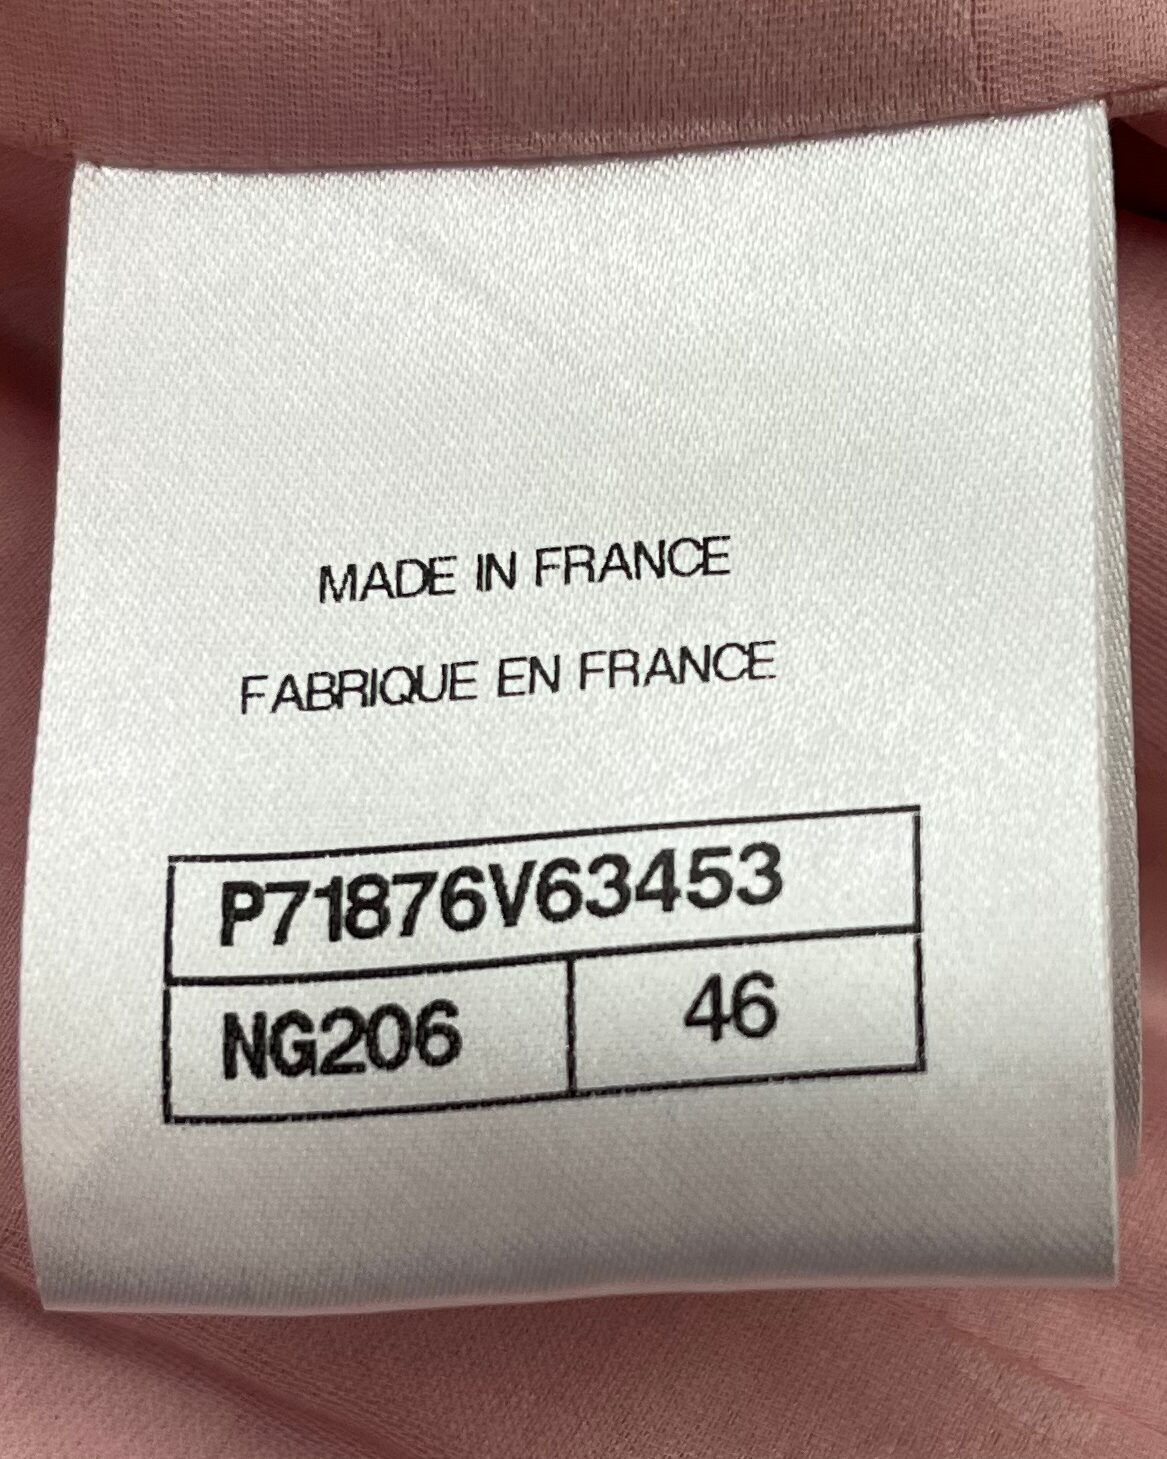 MADE IN FRANCE
FABRIQUE EN FRANCE
P71876V63453
NG206 46